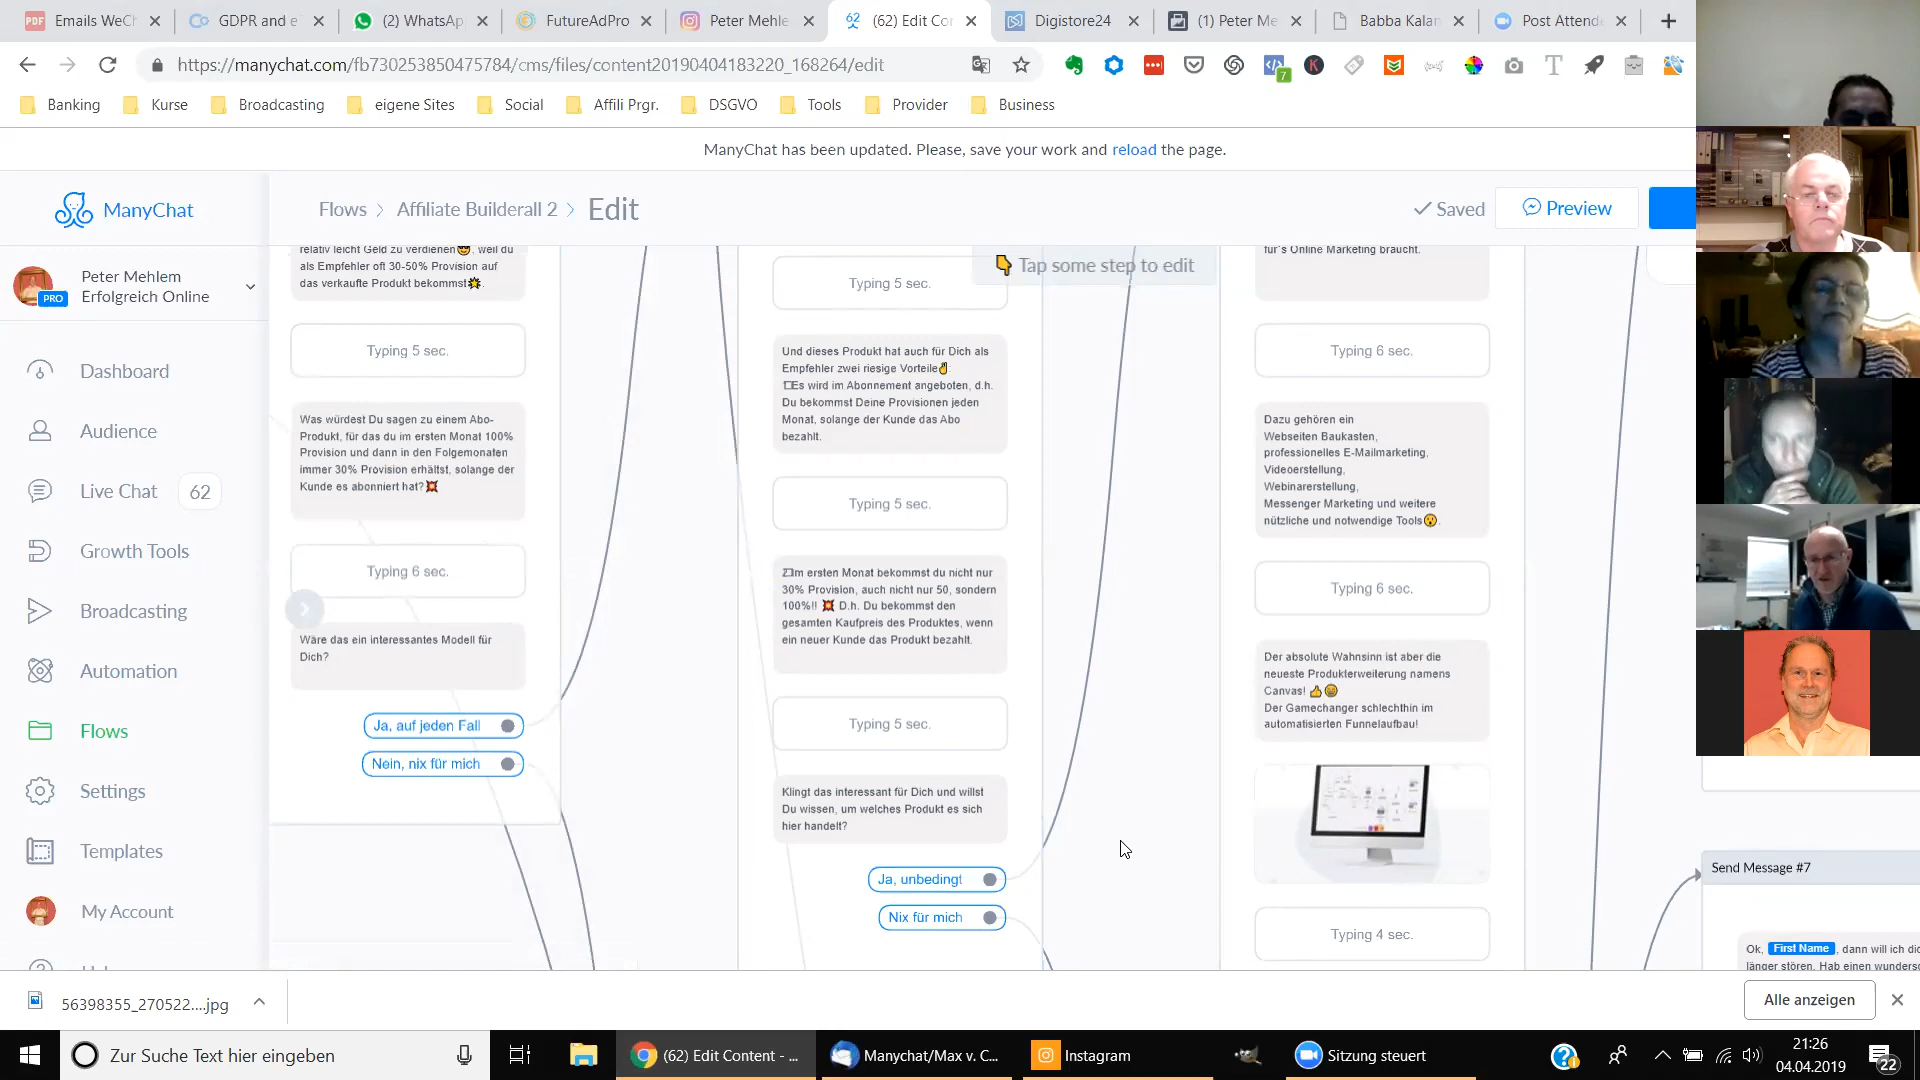 Emails WeCh
GDPR and e
(2) WhatsAp
FutureAdPro
Peter Mehle
(62) Edit Cor
Digistore24
(1) Peter Me
Babba Kalan
Post Attende
https://manychat.com/fb730253850475784/cms/files/content20190404183220_168264/edit
7
Banking
Kurse
Broadcasting
eigene Sites
Social
Affili Prgr.
DSGVO
Tools
Provider
Business
ManyChat has been updated. Please, save your work and reload the page.
ManyChat
Flows > Affiliate Builderall 2 > Edit
Saved
Preview
Peter Mehlem
Erfolgreich Online
PRO
Dashboard
Audience
Live Chat 62
Growth Tools
Broadcasting
Automation
Flows
Settings
Templates
My Account
Tap some step to edit
relativ leicht Geld zu verdienen😎, weil du
als Empfehler oft 30-50% Provision auf
das verkaufte Produkt bekommst🌟.
Typing 5 sec.
Was würdest Du sagen zu einem Abo-
Produkt, für das du im ersten Monat 100%
Provision und dann in den Folgemonaten
immer 30% Provision erhältst, solange der
Kunde es abonniert hat?💥
Typing 6 sec.
Wäre das ein interessantes Modell für
Dich?
Ja, auf jeden Fall
Nein, nix für mich
Typing 5 sec.
Und dieses Produkt hat auch für Dich als
Empfehler zwei riesige Vorteile✌:
1⃣Es wird im Abonnement angeboten, d.h.
Du bekommst Deine Provisionen jeden
Monat, solange der Kunde das Abo
bezahlt.
Typing 5 sec.
2⃣Im ersten Monat bekommst du nicht nur
30% Provision, auch nicht nur 50, sondern
100%!! 💥 D.h. Du bekommst den
gesamten Kaufpreis des Produktes, wenn
ein neuer Kunde das Produkt bezahlt.
Typing 5 sec.
Klingt das interessant für Dich und willst
Du wissen, um welches Produkt es sich
hier handelt?
Ja, unbedingt
Nix für mich
für's Online Marketing braucht.
Typing 6 sec.
Dazu gehören ein
Webseiten Baukasten,
professionelles E-Mailmarketing,
Videoerstellung,
Webinarerstellung,
Messenger Marketing und weitere
nützliche und notwendige Tools😮.
Typing 6 sec.
Der absolute Wahnsinn ist aber die
neueste Produkterweiterung namens
Canvas! 👍😀
Der Gamechanger schlechthin im
automatisierten Funnelaufbau!
Typing 4 sec.
Send Message #7
Ok, First Name , dann will ich dic
länger stören. Hab einen wunders
56398355_270522....jpg
Alle anzeigen
Zur Suche Text hier eingeben
(62) Edit Content - ...
Manychat/Max v. C...
Instagram
Sitzung steuert
21:26
04.04.2019
22